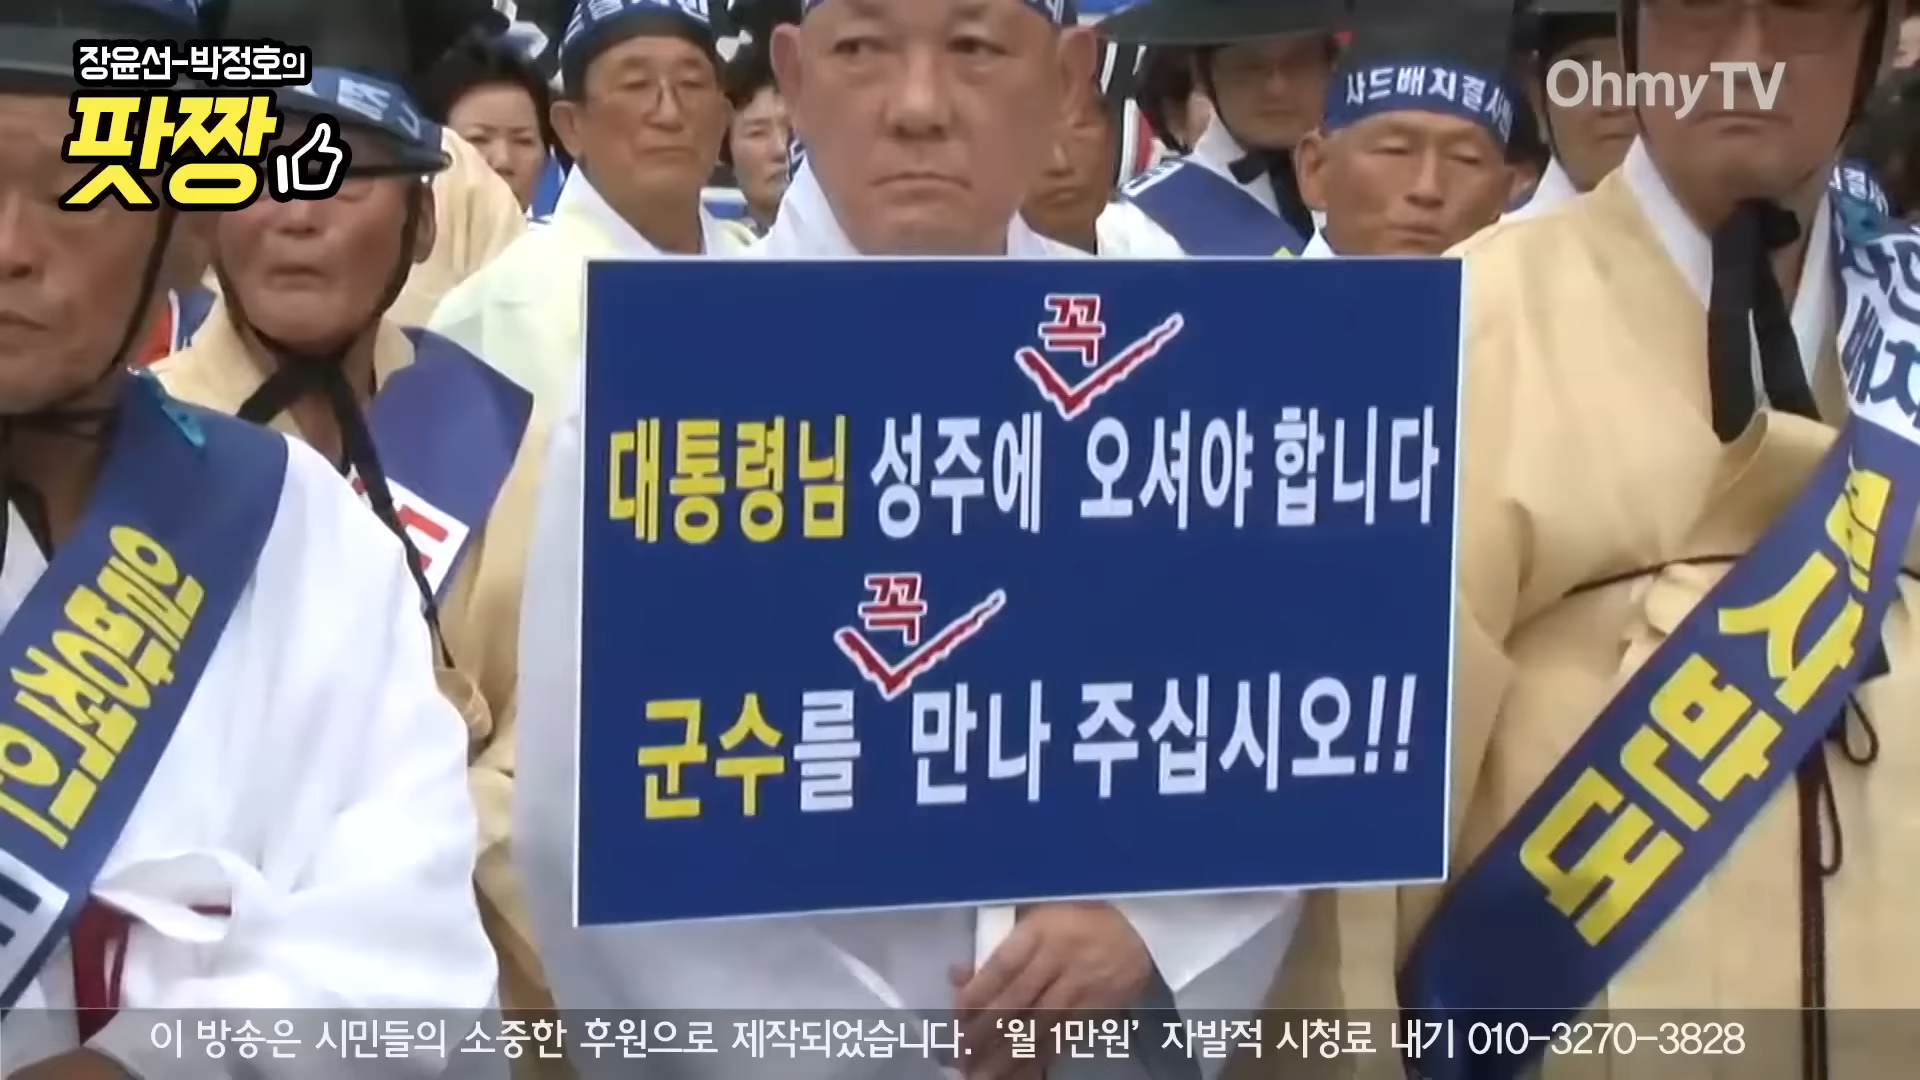 장윤선-박정호의
팟짱
OhmyTV
사드배치결사반
꼭
대통령님 성주에 오셔야 합니다
꼭
군수를 만나 주십시오!!
사반대
이 방송은 시민들의 소중한 후원으로 제작되었습니다. ‘월 1만원’ 자발적 시청료 내기 010-3270-3828